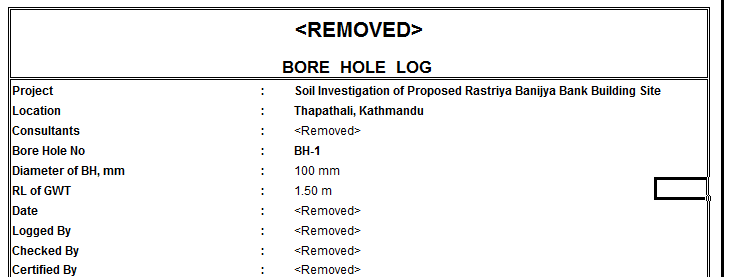 <REMOVED>
BORE HOLE LOG
Project : Soil Investigation of Proposed Rastriya Banijya Bank Building Site
Location : Thapathali, Kathmandu
Consultants : <Removed>
Bore Hole No : BH-1
Diameter of BH, mm : 100 mm
RL of GWT : 1.50 m
Date : <Removed>
Logged By : <Removed>
Checked By : <Removed>
Certified By : <Removed>